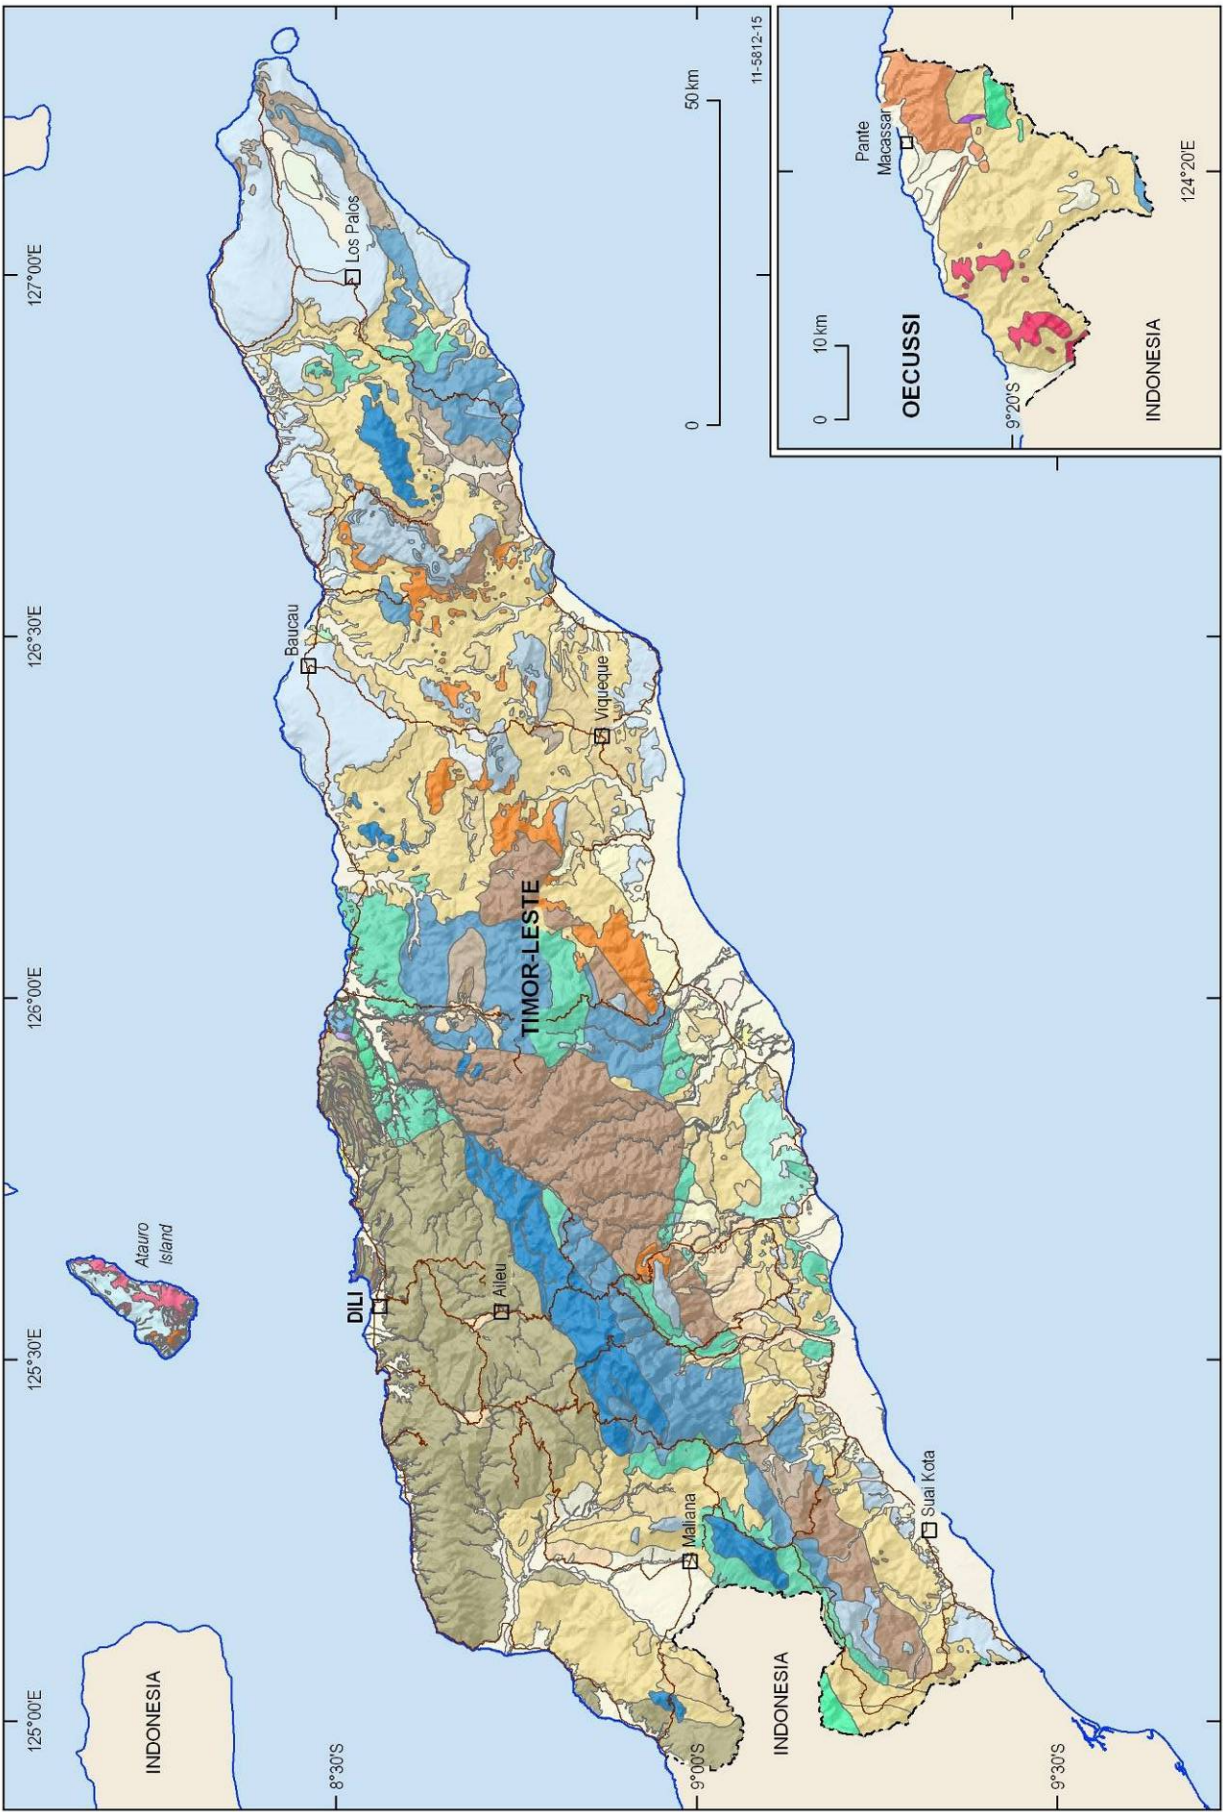 125°00'E
125°30'E
126°00'E
126°30'E
127°00'E
INDONESIA
Atauro
Island
8°30'S
DILI
Aileu
Baucau
Los Palos
TIMOR-LESTE
Viqueque
9°00'S
Maliana
INDONESIA
Suai Kota
9°30'S
0
50 km
11-5812-15
Pante
Macassar
0
10 km
OECUSSI
9°20'S
INDONESIA
124°20'E